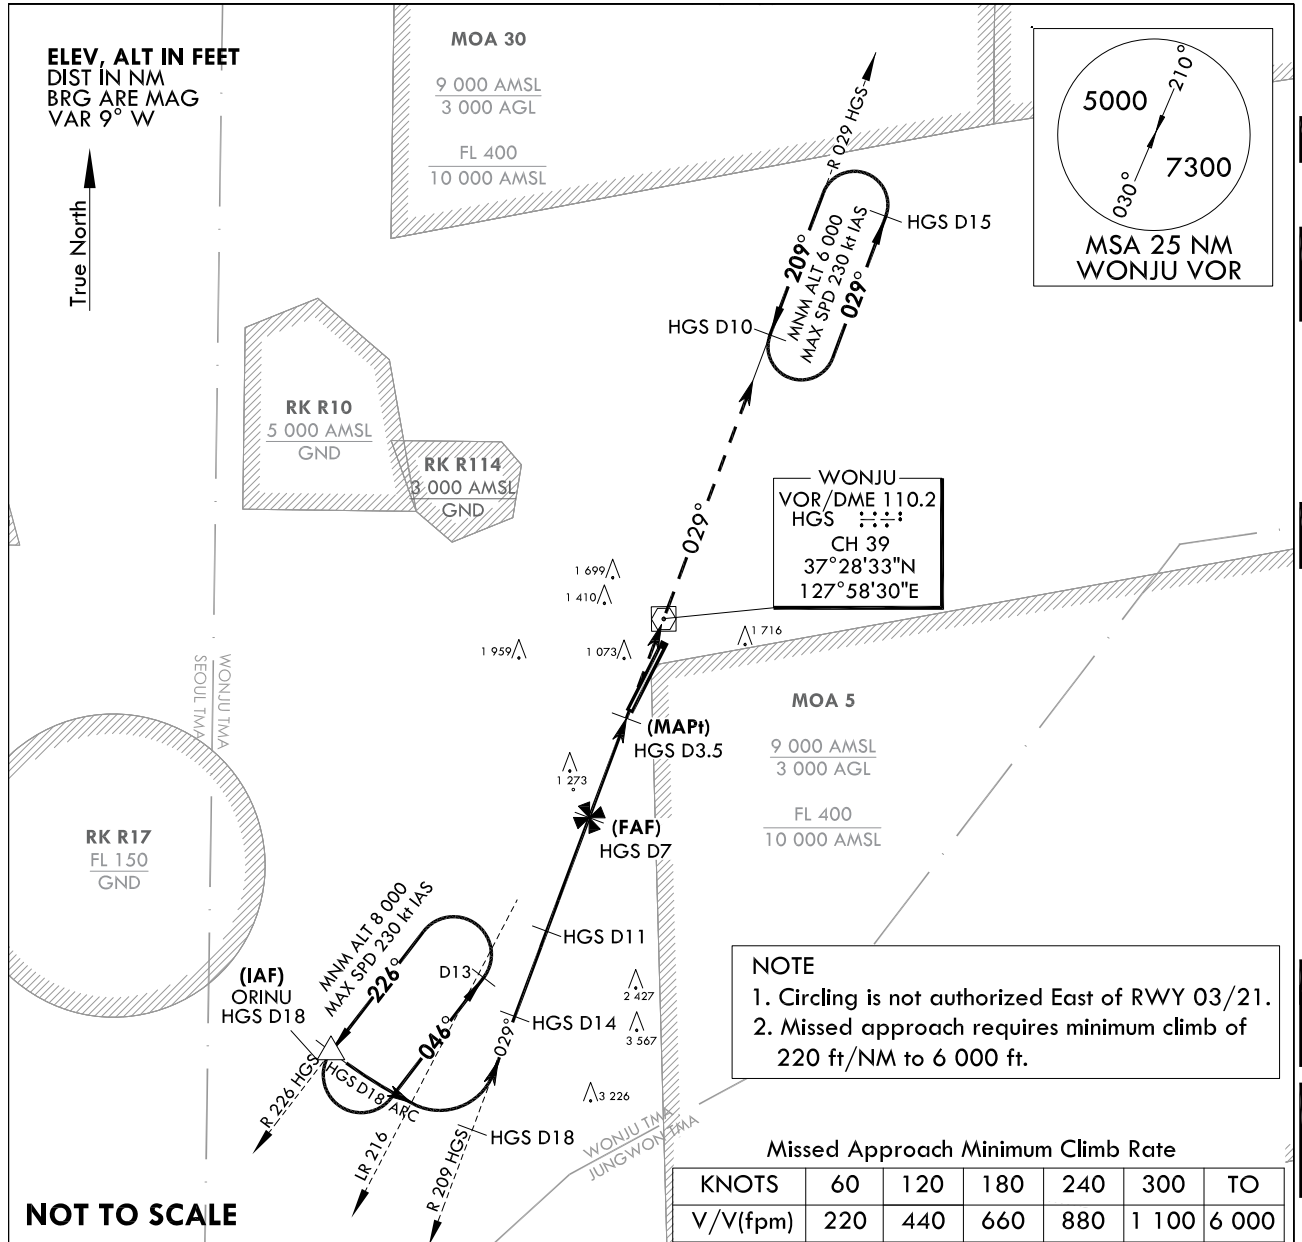 ELEV, ALT IN FEET
DIST IN NM
BRG ARE MAG
VAR 9° W
True North
MOA 30
9 000 AMSL
3 000 AGL
FL 400
10 000 AMSL
R 029 HGS
5000
210°
7300
030°
MSA 25 NM
WONJU VOR
HGS D15
209°
MNM ALT 6 000
MAX SPD 230 kt IAS
029°
HGS D10
RK R10
5 000 AMSL
GND
RK R114
3 000 AMSL
GND
029°
WONJU
VOR/DME 110.2
HGS
CH 39
37°28'33"N
127°58'30"E
1 699
1 410
1 959
1 073
1 716
WONJU TMA
SEOUL TMA
MOA 5
9 000 AMSL
3 000 AGL
FL 400
10 000 AMSL
(MAPt)
HGS D3.5
1 273
(FAF)
HGS D7
RK R17
FL 150
GND
MNM ALT 8 000
MAX SPD 230 kt IAS
226°
D13
HGS D11
(IAF)
ORINU
HGS D18
046°
029°
HGS D14
2 427
3 567
3 226
HGS D18 ARC
R 226 HGS
LR 216
R 209 HGS
HGS D18
WONJU TMA
JUNGWON TMA
NOTE
1. Circling is not authorized East of RWY 03/21.
2. Missed approach requires minimum climb of
220 ft/NM to 6 000 ft.
Missed Approach Minimum Climb Rate
KNOTS 60 120 180 240 300 TO
V/V(fpm) 220 440 660 880 1 100 6 000
NOT TO SCALE